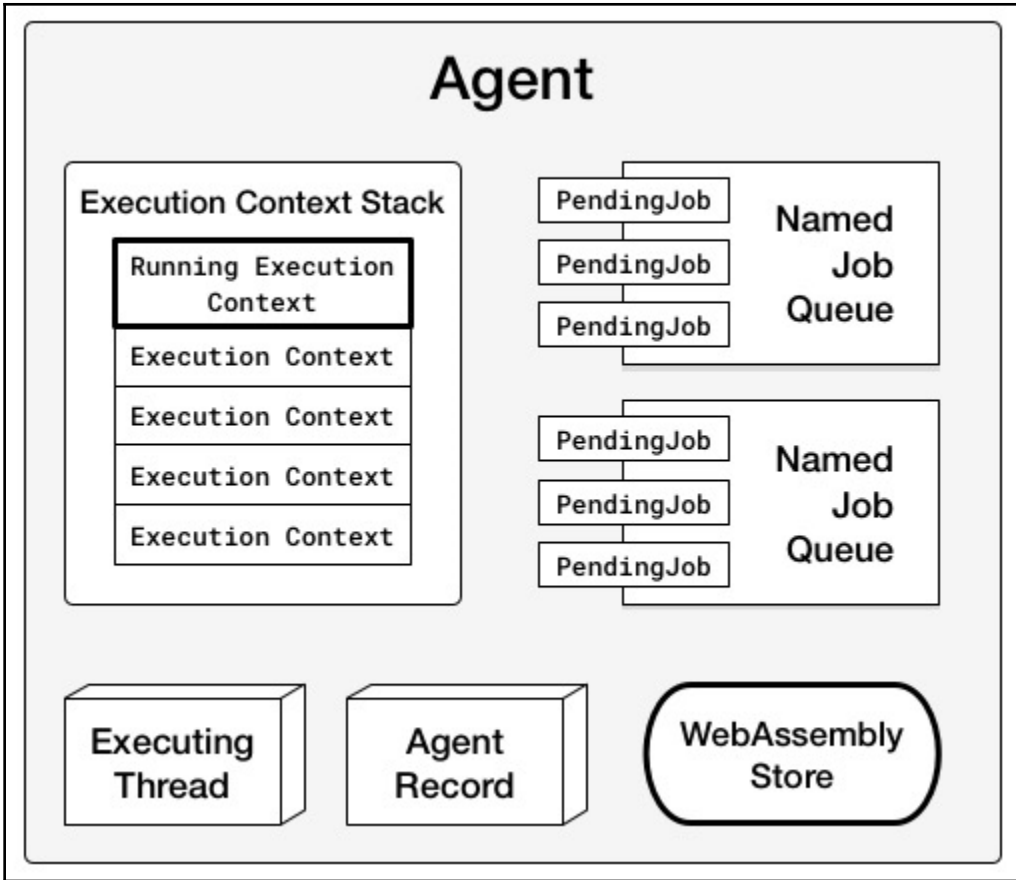 Agent
Execution Context Stack
Running Execution
Context
Execution Context
Execution Context
Execution Context
Execution Context
PendingJob
PendingJob
PendingJob
Named
Job
Queue
PendingJob
PendingJob
PendingJob
Named
Job
Queue
Executing
Thread
Agent
Record
WebAssembly
Store